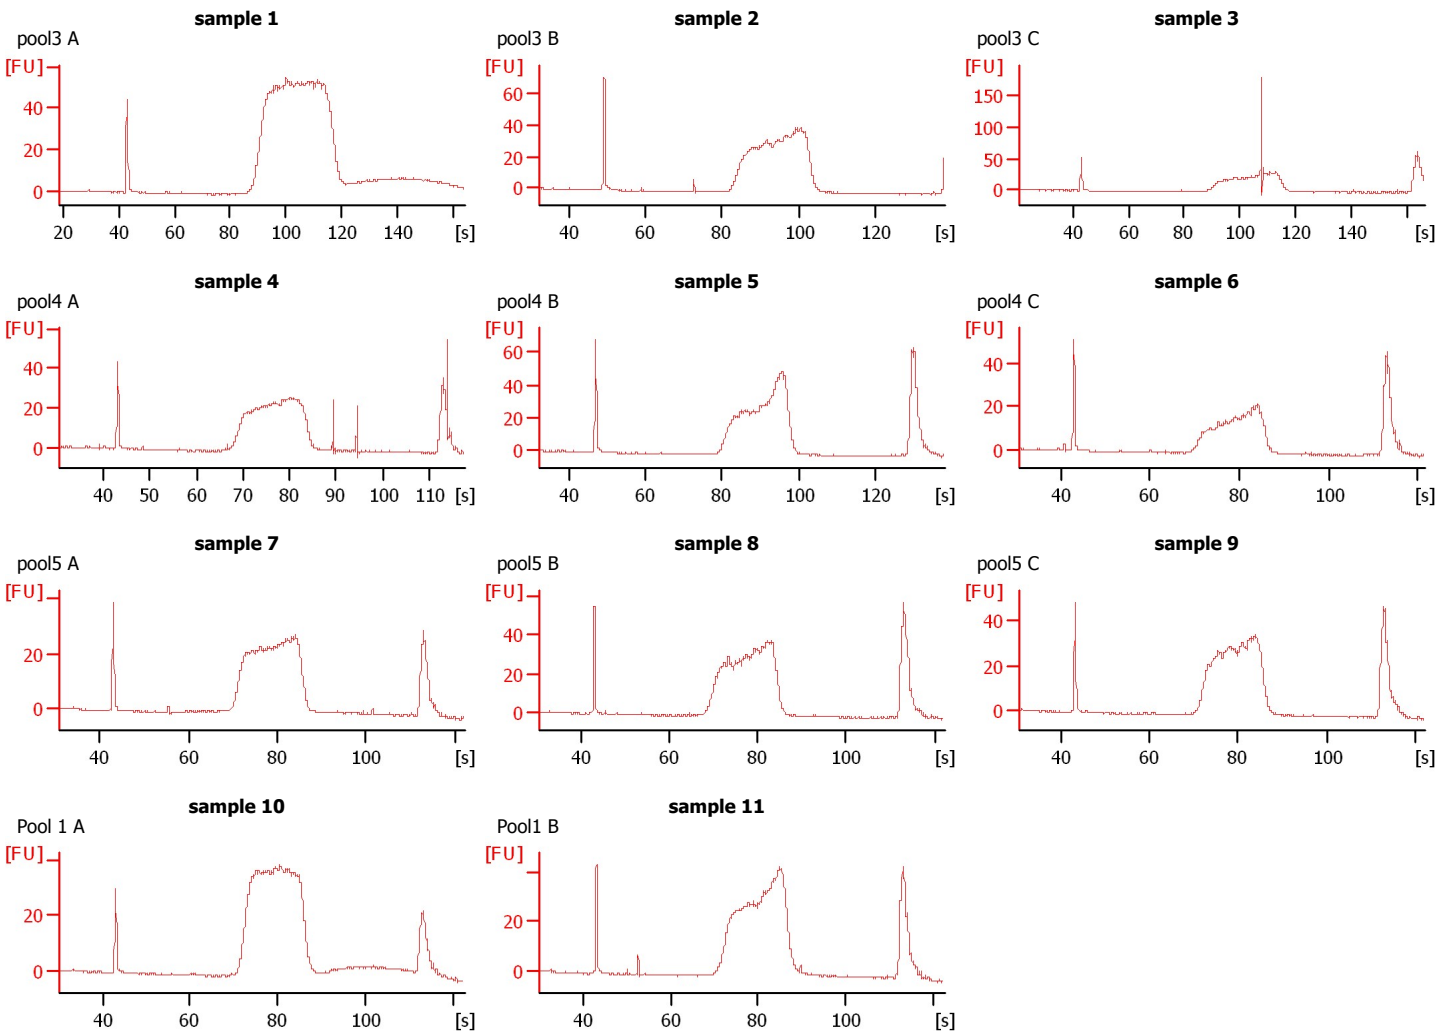 sample 1
sample 2
sample 3
pool3 A
pool3 B
pool3 C
[FU]
40
20
0
20 40 60 80 100 120 140 [s]
[FU]
60
40
20
0
40 60 80 100 120 [s]
[FU]
150
100
50
0
40 60 80 100 120 140 [s]
sample 4
sample 5
sample 6
pool4 A
pool4 B
pool4 C
[FU]
40
20
0
40 50 60 70 80 90 100 110 [s]
[FU]
60
40
20
0
40 60 80 100 120 [s]
[FU]
40
20
0
40 60 80 100 [s]
sample 7
sample 8
sample 9
pool5 A
pool5 B
pool5 C
[FU]
20
0
40 60 80 100 [s]
[FU]
40
20
0
40 60 80 100 [s]
[FU]
40
20
0
40 60 80 100 [s]
sample 10
sample 11
Pool 1 A
Pool1 B
[FU]
20
0
40 60 80 100 [s]
[FU]
20
0
40 60 80 100 [s]